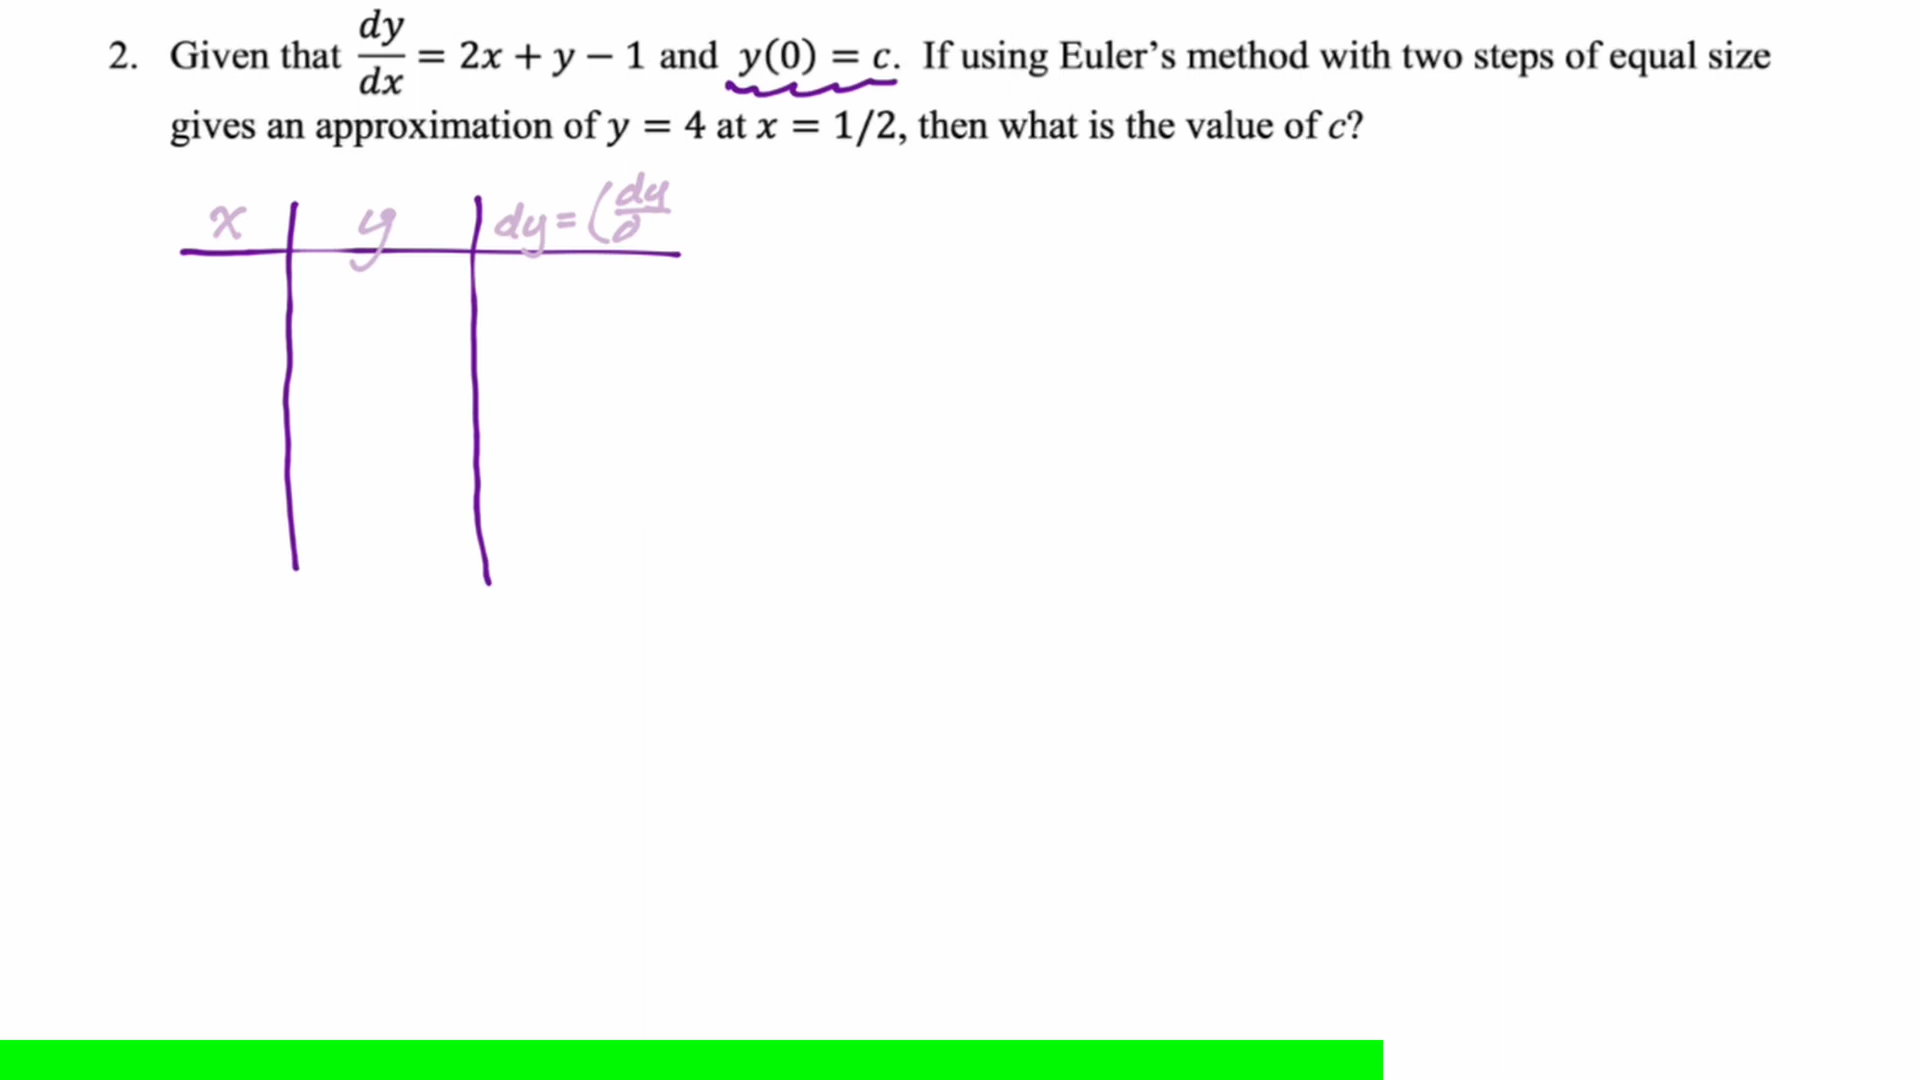 2. Given that dy/dx = 2x + y − 1 and y(0) = c. If using Euler’s method with two steps of equal size
gives an approximation of y = 4 at x = 1/2, then what is the value of c?
x y dy = (dy/